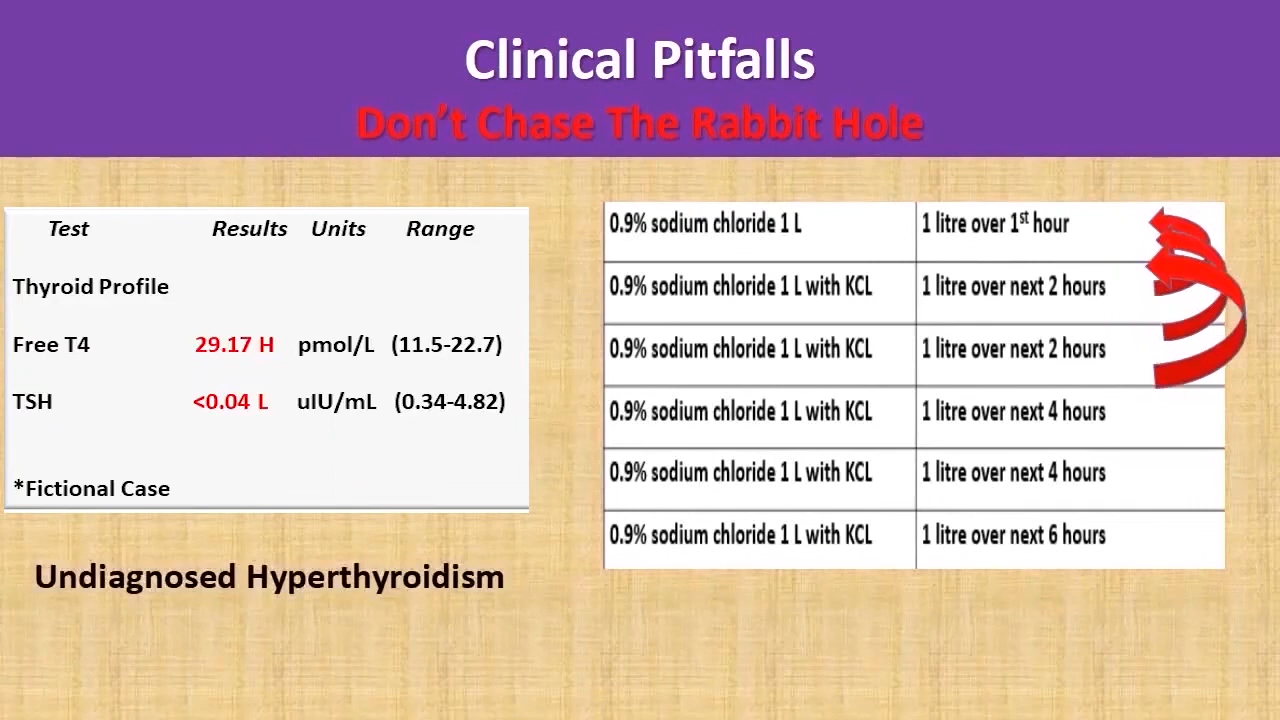 Clinical Pitfalls
Don't Chase The Rabbit Hole
Test Results Units Range
Thyroid Profile
Free T4 29.17 H pmol/L (11.5-22.7)
TSH <0.04 L uIU/mL (0.34-4.82)
*Fictional Case
Undiagnosed Hyperthyroidism
0.9% sodium chloride 1 L 1 litre over 1st hour
0.9% sodium chloride 1 L with KCL 1 litre over next 2 hours
0.9% sodium chloride 1 L with KCL 1 litre over next 2 hours
0.9% sodium chloride 1 L with KCL 1 litre over next 4 hours
0.9% sodium chloride 1 L with KCL 1 litre over next 4 hours
0.9% sodium chloride 1 L with KCL 1 litre over next 6 hours